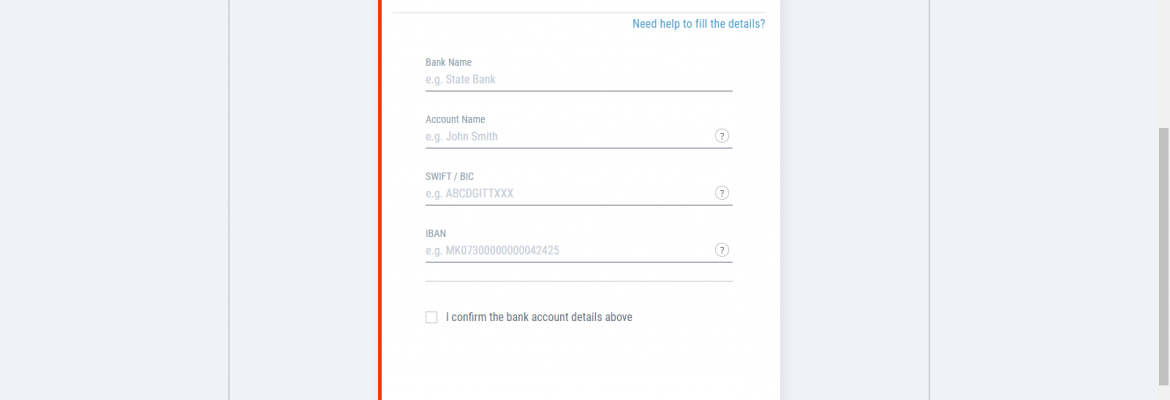 Need help to fill the details?
Bank Name
e.g. State Bank
Account Name
e.g. John Smith
?
SWIFT / BIC
e.g. ABCDGITTXXX
?
IBAN
e.g. MK07300000000042425
?
I confirm the bank account details above